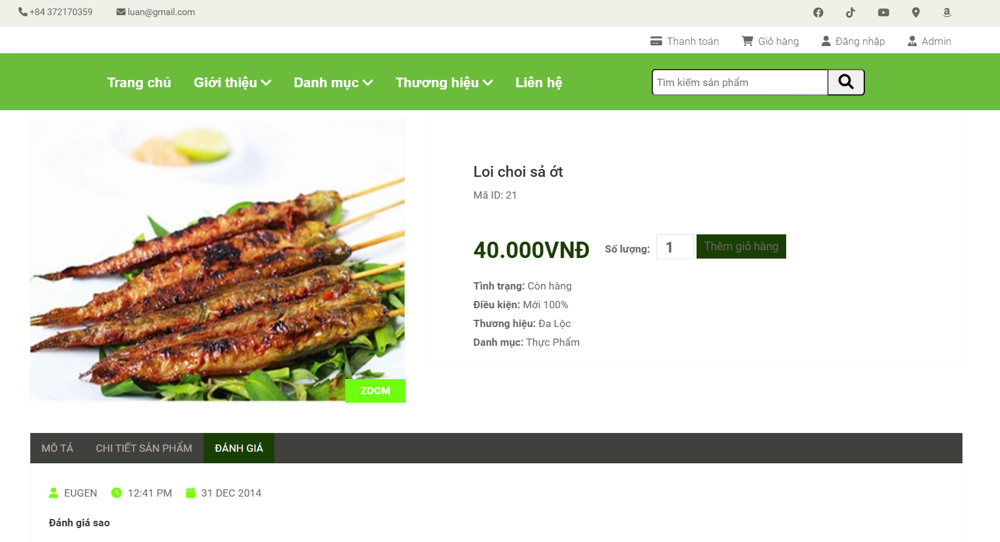 +84 372170359 luan@gmail.com
Thanh toán Giỏ hàng Đăng nhập Admin
Trang chủ Giới thiệu Danh mục Thương hiệu Liên hệ Tìm kiếm sản phẩm
Loi choi sả ớt
Mã ID: 21
40.000VNĐ Số lượng: 1 Thêm giỏ hàng
Tình trạng: Còn hàng
Điều kiện: Mới 100%
Thương hiệu: Đa Lộc
Danh mục: Thực Phẩm
ZOOM
MÔ TẢ CHI TIẾT SẢN PHẨM ĐÁNH GIÁ
EUGEN 12:41 PM 31 DEC 2014
Đánh giá sao